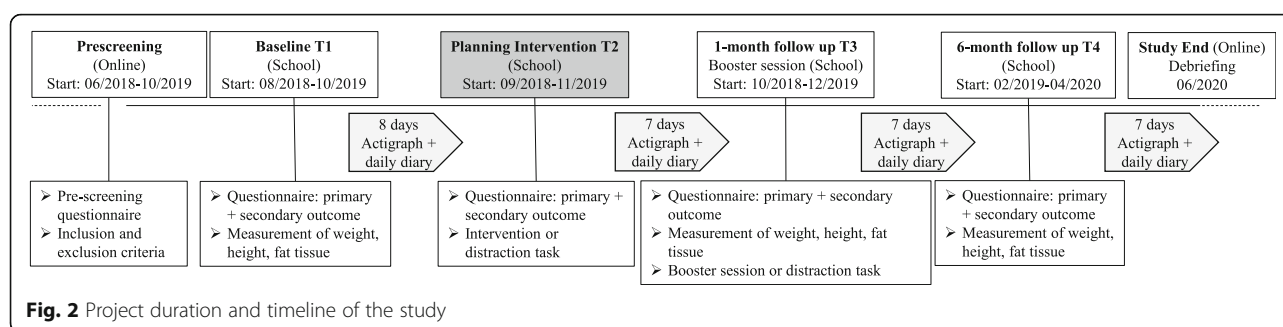 Prescreening
(Online)
Start: 06/2018-10/2019
Baseline T1
(School)
Start: 08/2018-10/2019
Planning Intervention T2
(School)
Start: 09/2018-11/2019
1-month follow up T3
Booster session (School)
Start: 10/2018-12/2019
6-month follow up T4
(School)
Start: 02/2019-04/2020
Study End (Online)
Debriefing
06/2020
8 days
Actigraph +
daily diary
7 days
Actigraph +
daily diary
7 days
Actigraph +
daily diary
7 days
Actigraph +
daily diary
➢ Pre-screening
questionnaire
➢ Inclusion and
exclusion criteria
➢ Questionnaire: primary
+ secondary outcome
➢ Measurement of weight,
height, fat tissue
➢ Questionnaire: primary +
secondary outcome
➢ Intervention or
distraction task
➢ Questionnaire: primary + secondary
outcome
➢ Measurement of weight, height, fat
tissue
➢ Booster session or distraction task
➢ Questionnaire: primary
+ secondary outcome
➢ Measurement of weight,
height, fat tissue
Fig. 2 Project duration and timeline of the study